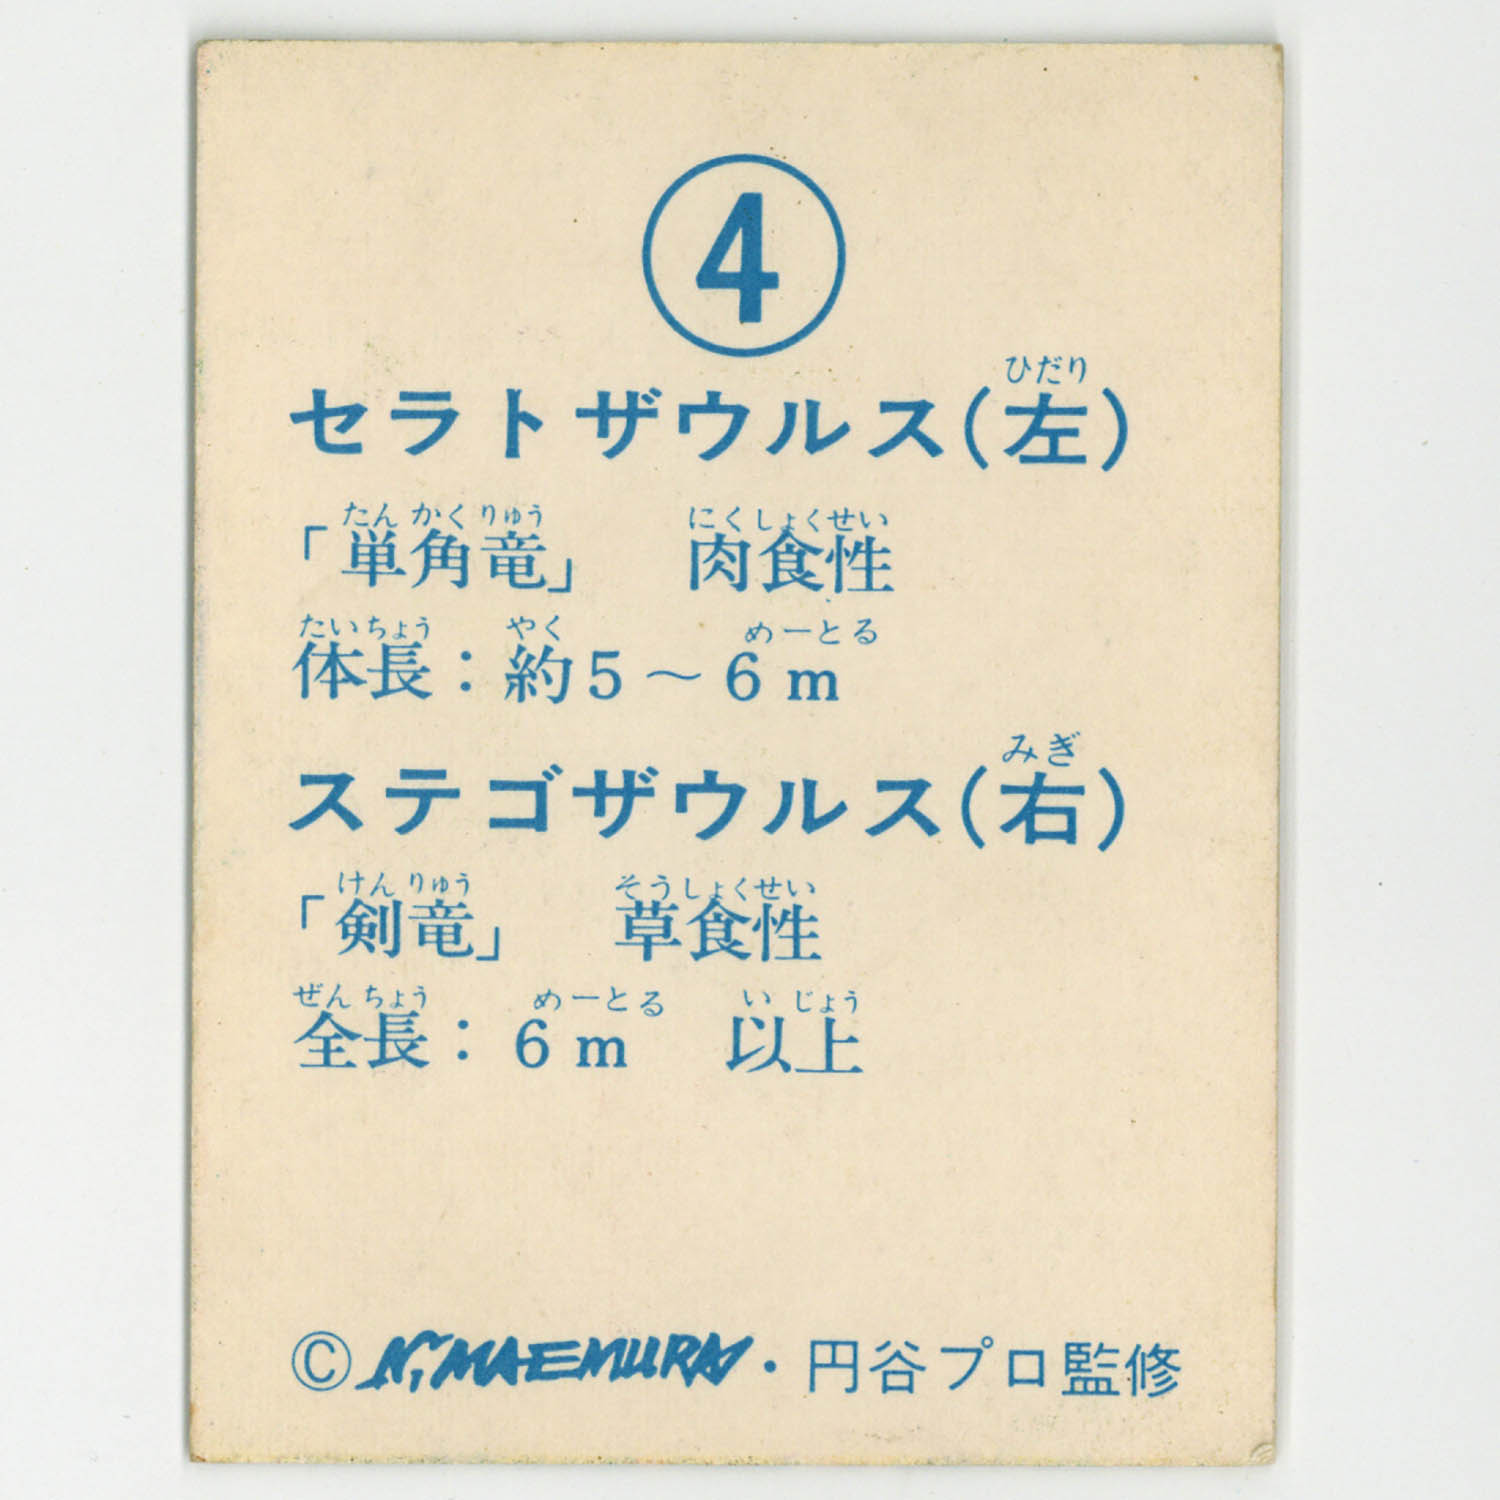 4
ひだり
セラトザウルス(左)
たんかくりゅう にくしょくせい
「単角竜」 肉食性
たいちょう やく めーとる
体長：約5～6m
みぎ
ステゴザウルス(右)
けんりゅう そうしょくせい
「剣竜」 草食性
ぜんちょう めーとる いじょう
全長：6m 以上
© N,MAEMURA・円谷プロ監修